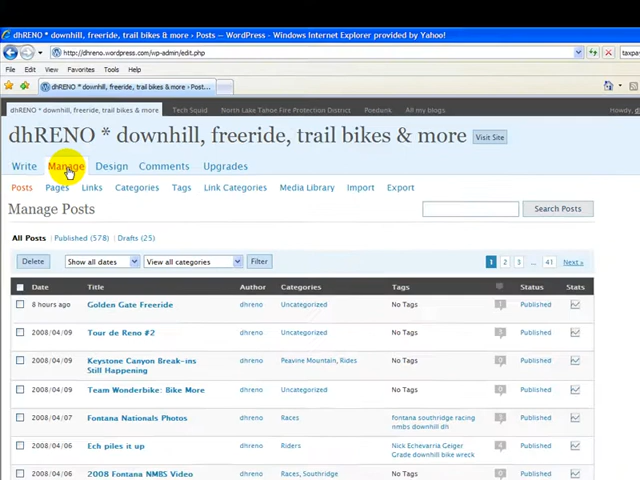 dhRENO * downhill, freeride, trail bikes & more › Posts — WordPress - Windows Internet Explorer provided by Yahoo!
http://dhreno.wordpress.com/wp-admin/edit.php
taxpa
File Edit View Favorites Tools Help
dhRENO * downhill, freeride, trail bikes & more › Post...
dhRENO * downhill, freeride, trail bikes & more Tech Squid North Lake Tahoe Fire Protection District Poedunk All my blogs
dhRENO * downhill, freeride, trail bikes & more Visit Site
Write Manage Design Comments Upgrades
Posts Pages Links Categories Tags Link Categories Media Library Import Export
Manage Posts Search Posts
All Posts Published (578) Drafts (25)
Delete Show all dates View all categories Filter 1 2 3 ... 41 Next »
Date Title Author Categories Tags Status Stats
8 hours ago Golden Gate Freeride dhreno Uncategorized No Tags 1 Published
2008/04/09 Tour de Reno #2 dhreno Uncategorized No Tags Published
2008/04/09 Keystone Canyon Break-ins dhreno Peavine Mountain, Rides No Tags 0 Published
Still Happening
2008/04/09 Team Wonderbike: Bike More dhreno Uncategorized No Tags 0 Published
2008/04/07 Fontana Nationals Photos dhreno Races fontana southridge racing Published
nmbs downhill dh
2008/04/06 Ech piles it up dhreno Riders Nick Echevarria Geiger 4 Published
Grade downhill bike wreck
2008/04/06 2008 Fontana NMBS Video dhreno Races, Southridge No Tags 0 Published